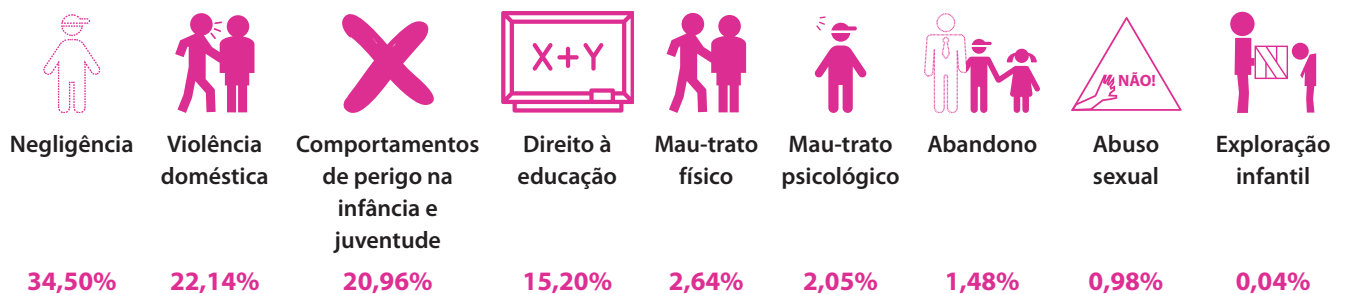 X+Y
NÃO!
Negligência
Violência
doméstica
Comportamentos
de perigo na
infância e
juventude
Direito à
educação
Mau-trato
físico
Mau-trato
psicológico
Abandono
Abuso
sexual
Exploração
infantil
34,50%
22,14%
20,96%
15,20%
2,64%
2,05%
1,48%
0,98%
0,04%